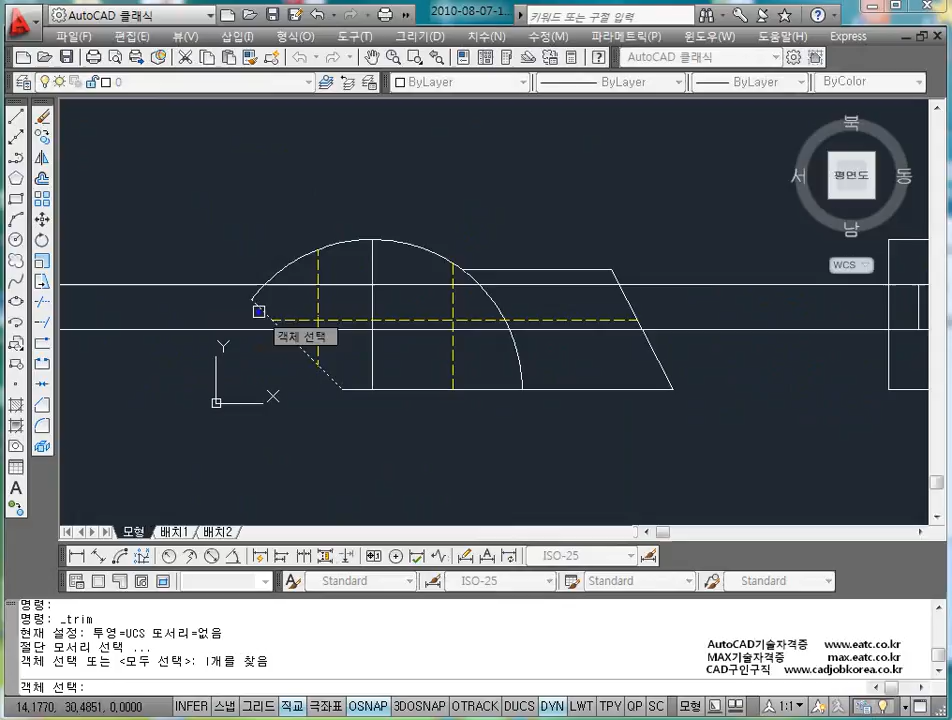 AutoCAD 클래식
2010-08-07-1
키워드 또는 구절 입력
파일(F) 편집(E) 뷰(V) 삽입(I) 형식(O) 도구(T) 그리기(D) 치수(N) 수정(M) 파라메트릭(P) 윈도우(W) 도움말(H) Express
AutoCAD 클래식
0
ByLayer ByLayer ByLayer ByColor
북
서 평면도 동
남
WCS
객체 선택
Y
X
A
모형 배치1 배치2
ISO-25
Standard ISO-25 Standard Standard
명령:
명령: _trim
현재 설정: 투영=UCS 모서리=없음
절단 모서리 선택 ...
객체 선택 또는 <모두 선택>: 1개를 찾음
객체 선택:
AutoCAD기술자격증 www.eatc.co.kr
MAX기술자격증 max.eatc.co.kr
CAD구인구직 www.cadjobkorea.co.kr
14.1770, 30.4851, 0.0000 INFER 스냅 그리드 직교 극좌표 OSNAP 3DOSNAP OTRACK DUCS DYN LWT TPY QP SC 모형 1:1